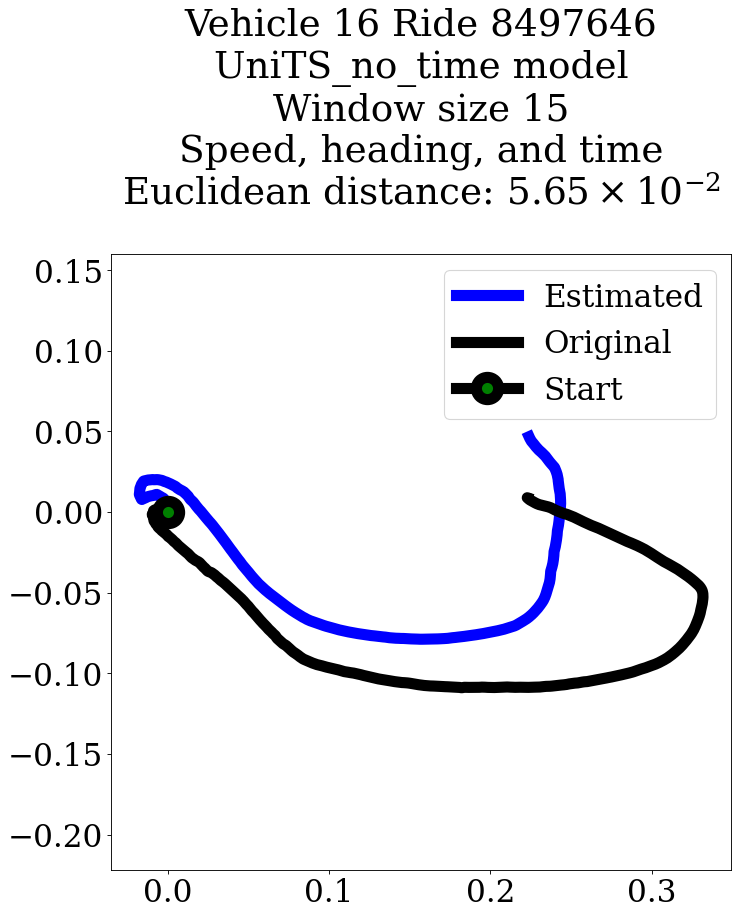 Vehicle 16 Ride 8497646
UniTS_no_time model
Window size 15
Speed, heading, and time
Euclidean distance: 5.65 × 10⁻²
Estimated
Original
Start
0.15
0.10
0.05
0.00
−0.05
−0.10
−0.15
−0.20
0.0 0.1 0.2 0.3